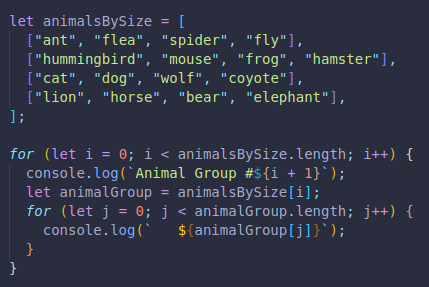 let animalsBySize = [
  ["ant", "flea", "spider", "fly"],
  ["hummingbird", "mouse", "frog", "hamster"],
  ["cat", "dog", "wolf", "coyote"],
  ["lion", "horse", "bear", "elephant"],
];

for (let i = 0; i < animalsBySize.length; i++) {
  console.log(`Animal Group #${i + 1}`);
  let animalGroup = animalsBySize[i];
  for (let j = 0; j < animalGroup.length; j++) {
    console.log(`   ${animalGroup[j]}`);
  }
}